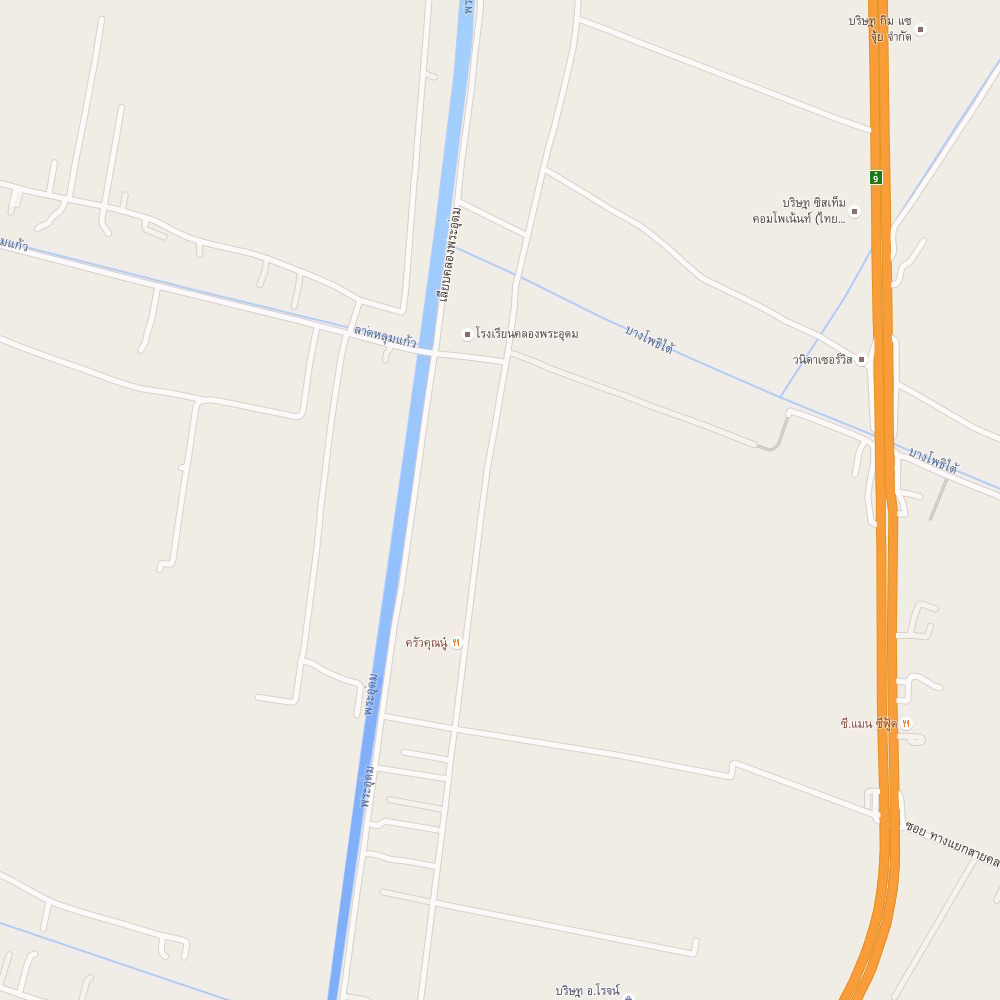 บริษัท กิม แซ
จุ้ย จำกัด
9
บริษัท ซิสเท็ม
คอมโพเน้นท์ (ไทย...
เลียบคลองพระอุดม
โรงเรียนคลองพระอุดม
ลาดหลุมแก้ว
บางโพธิใต้
วนิดาเซอร์วิส
บางโพธิใต้
ครัวคุณนู๋
พระอุดม
ซี.แมน ซีฟู้ด
พระอุดม
ซอย ทางแยกสายคล
บริษัท อ.โรจน์